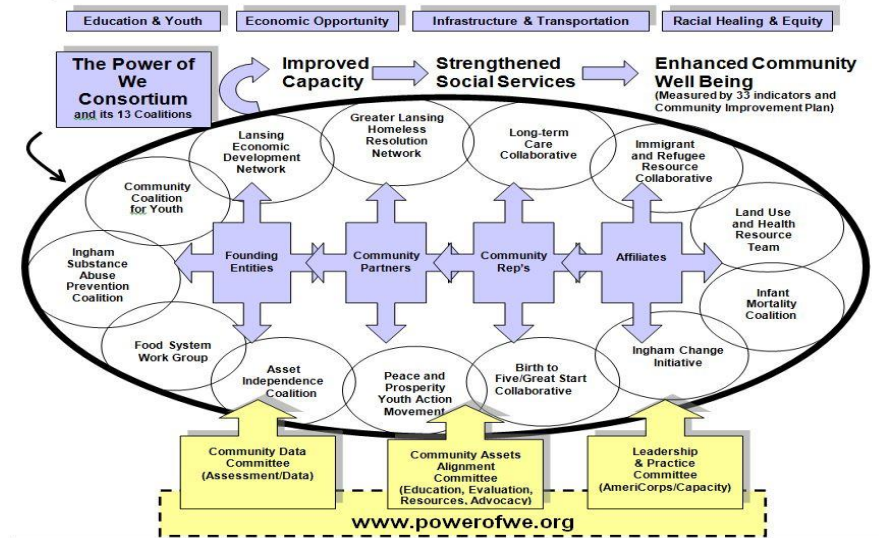 Education & Youth
Economic Opportunity
Infrastructure & Transportation
Racial Healing & Equity
The Power of
We
Consortium
and its 13 Coalitions
Improved
Capacity
Strengthened
Social Services
Enhanced Community
Well Being
(Measured by 33 indicators and
Community Improvement Plan)
Lansing
Economic
Development
Network
Greater Lansing
Homeless
Resolution
Network
Long-term
Care
Collaborative
Immigrant
and Refugee
Resource
Collaborative
Community
Coalition
for Youth
Land Use
and Health
Resource
Team
Ingham
Substance
Abuse
Prevention
Coalition
Founding
Entities
Community
Partners
Community
Rep's
Affiliates
Infant
Mortality
Coalition
Food System
Work Group
Asset
Independence
Coalition
Peace and
Prosperity
Youth Action
Movement
Birth to
Five/Great Start
Collaborative
Ingham Change
Initiative
Community Data
Committee
(Assessment/Data)
Community Assets
Alignment
Committee
(Education, Evaluation,
Resources, Advocacy)
Leadership
& Practice
Committee
(AmeriCorps/Capacity)
www.powerofwe.org